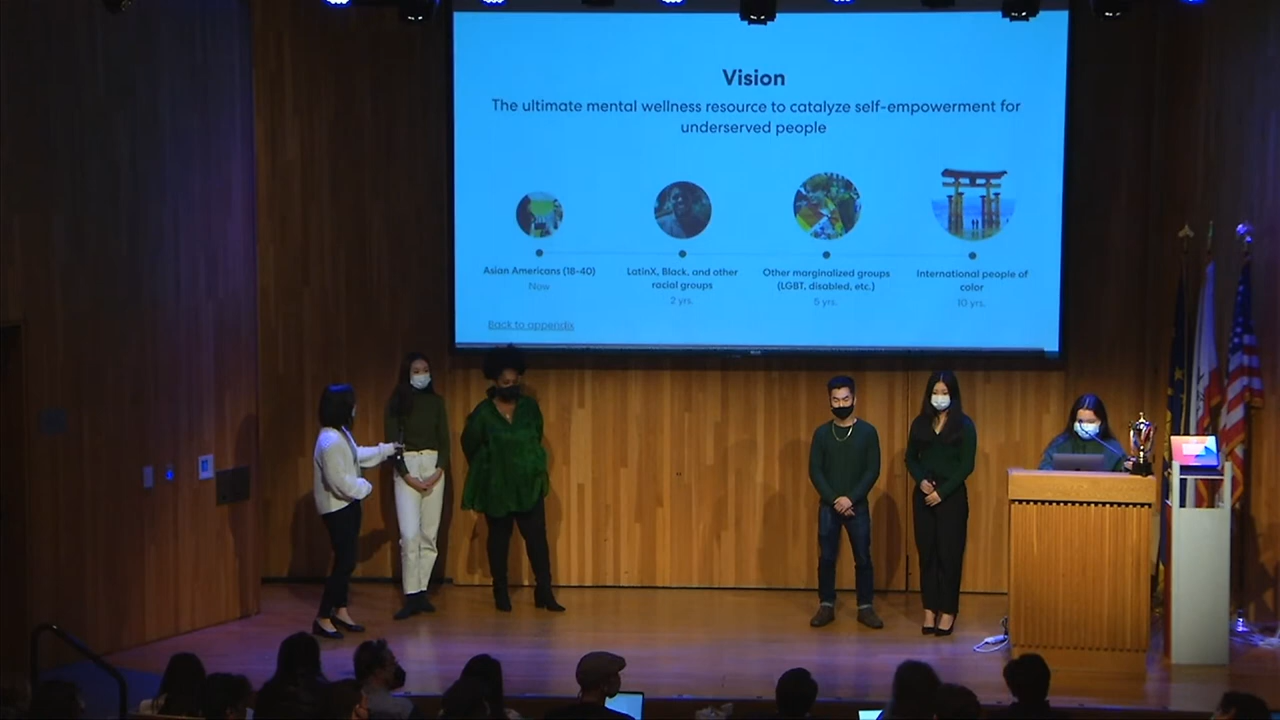 Vision
The ultimate mental wellness resource to catalyze self-empowerment for
underserved people
Asian Americans (18-40)
Now
LatinX, Black, and other
racial groups
2 yrs.
Other marginalized groups
(LGBT, disabled, etc.)
5 yrs.
International people of
color
10 yrs.
Back to appendix